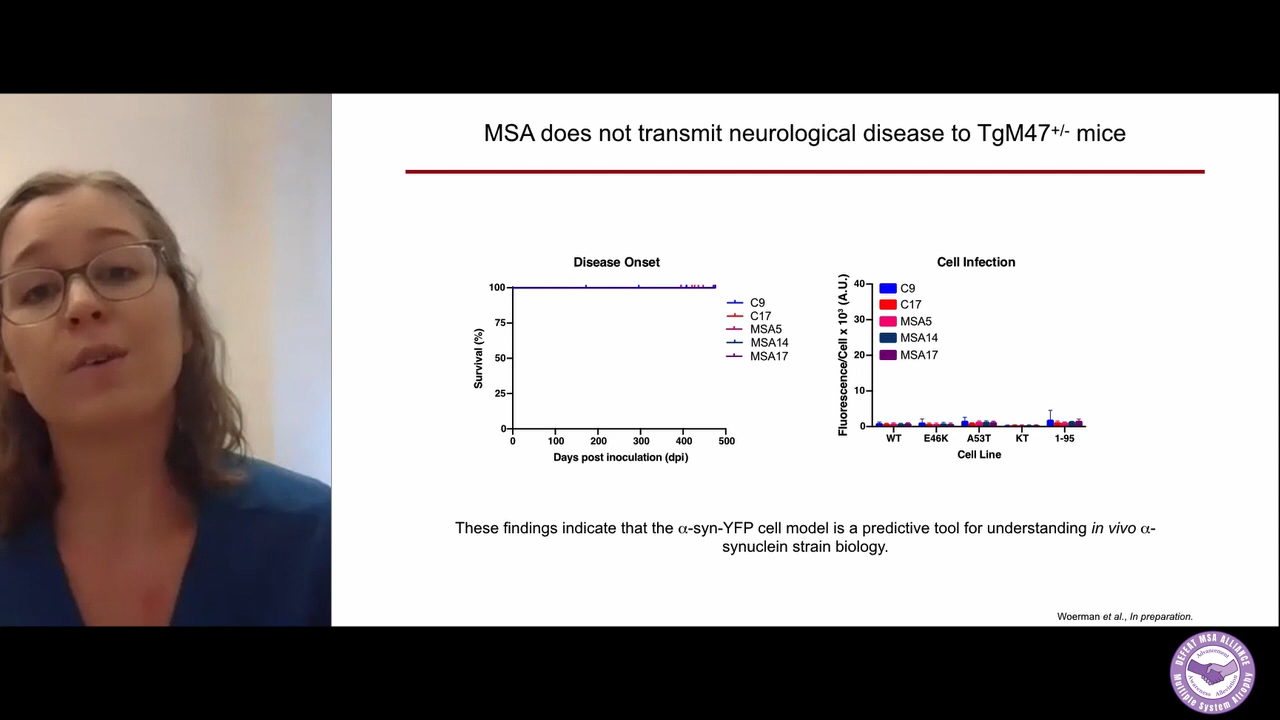 MSA does not transmit neurological disease to TgM47+/- mice
Disease Onset
Survival (%)
100
75
50
25
0
0 100 200 300 400 500
Days post inoculation (dpi)
C9
C17
MSA5
MSA14
MSA17
Cell Infection
Fluorescence/Cell x 10³ (A.U.)
40
30
20
10
0
C9
C17
MSA5
MSA14
MSA17
WT E46K A53T KT 1-95
Cell Line
These findings indicate that the α-syn-YFP cell model is a predictive tool for understanding in vivo α-
synuclein strain biology.
Woerman et al., In preparation.
DEFEAT MSA ALLIANCE
Advancement
Awareness Alleviation
Multiple System Atrophy